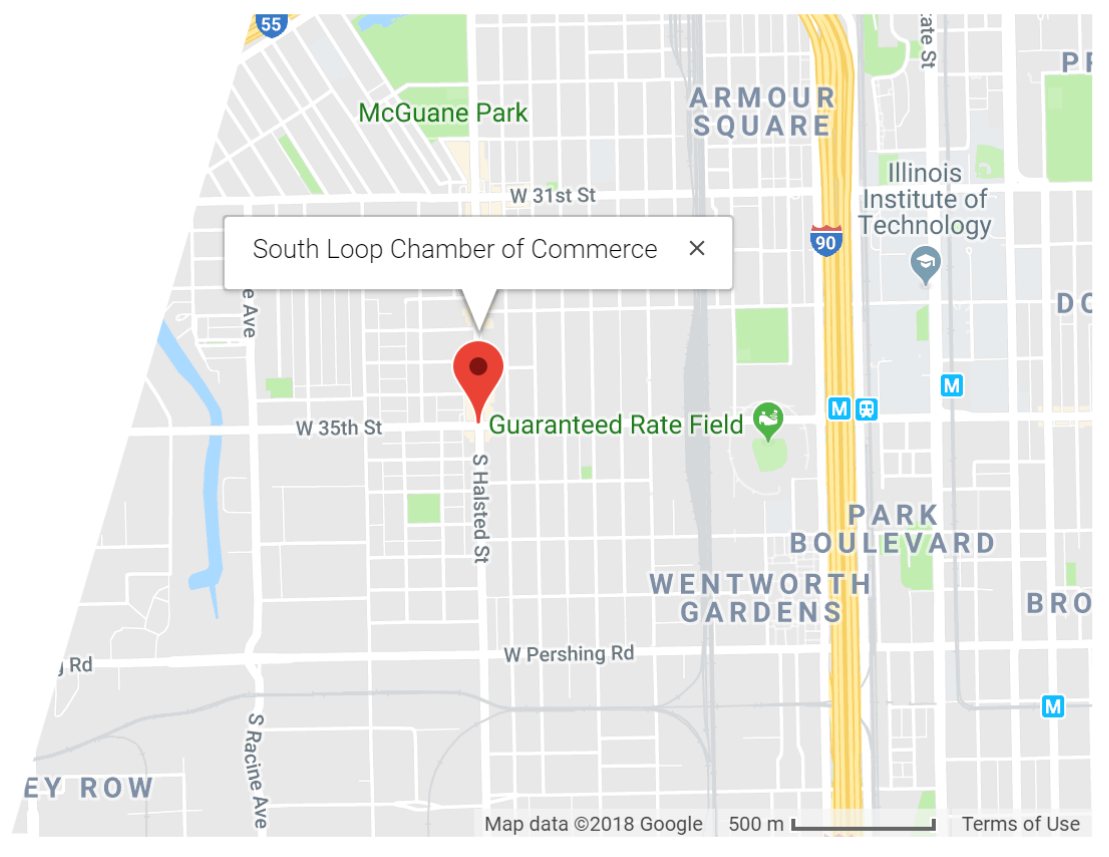 55
ate St
PF
McGuane Park
ARMOUR
SQUARE
Illinois
Institute of
Technology
W 31st St
90
South Loop Chamber of Commerce
e Ave
DO
M
M
W 35th St
Guaranteed Rate Field
S Halsted St
PARK
BOULEVARD
WENTWORTH
GARDENS
BRO
W Pershing Rd
g Rd
M
S Racine Ave
EY ROW
Map data ©2018 Google
500 m
Terms of Use